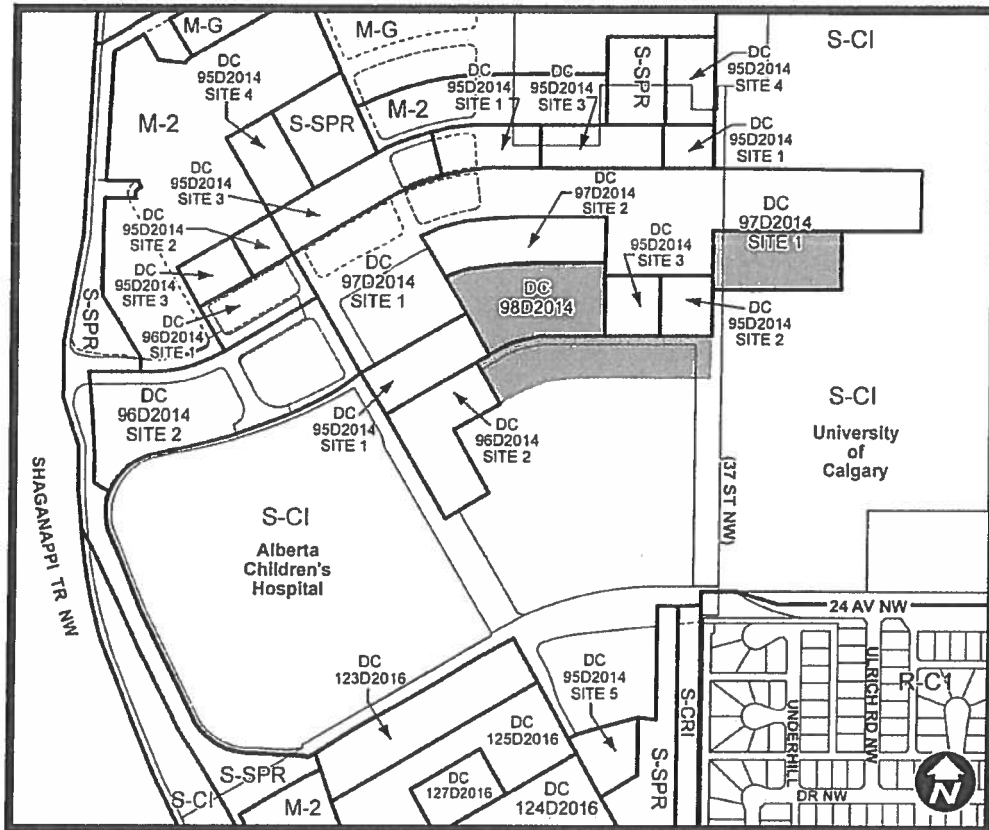 M-G
M-G
S-CI
DC
95D2014
SITE 4
DC
95D2014
SITE 1
DC
95D2014
SITE 3
S-SPR
DC
95D2014
SITE 4
M-2
S-SPR
M-2
DC
95D2014
SITE 1
DC
95D2014
SITE 3
DC
97D2014
SITE 2
DC
97D2014
SITE 1
DC
95D2014
SITE 2
DC
95D2014
SITE 3
DC
95D2014
SITE 3
DC
97D2014
SITE 1
DC
98D2014
DC
95D2014
SITE 2
S-SPR
DC
96D2014
SITE 1
DC
96D2014
SITE 2
DC
95D2014
SITE 1
DC
96D2014
SITE 2
S-CI
University
of
Calgary
(37 ST NW)
SHAGANAPPI TR NW
S-CI
Alberta
Children's
Hospital
24 AV NW
ULRICH RD NW
R-C1
UNDERHILL
DR NW
DC
123D2016
DC
95D2014
SITE 5
S-CRI
S-SPR
DC
125D2016
S-SPR
S-CI
M-2
DC
127D2016
DC
124D2016
N